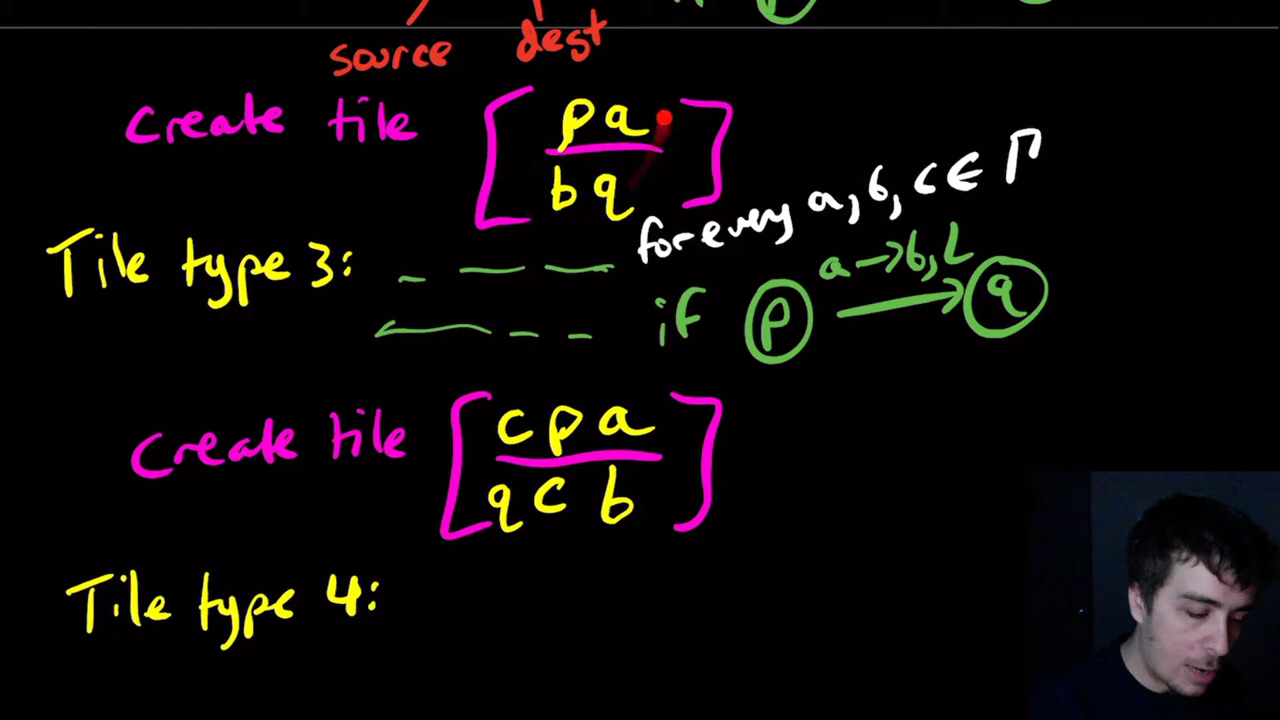 source dest
create tile [ pa / bq ]
for every a, b, c ∈ Γ
Tile type 3:
a → b, L
if p q
create tile [ cpa / qcb ]
Tile type 4: